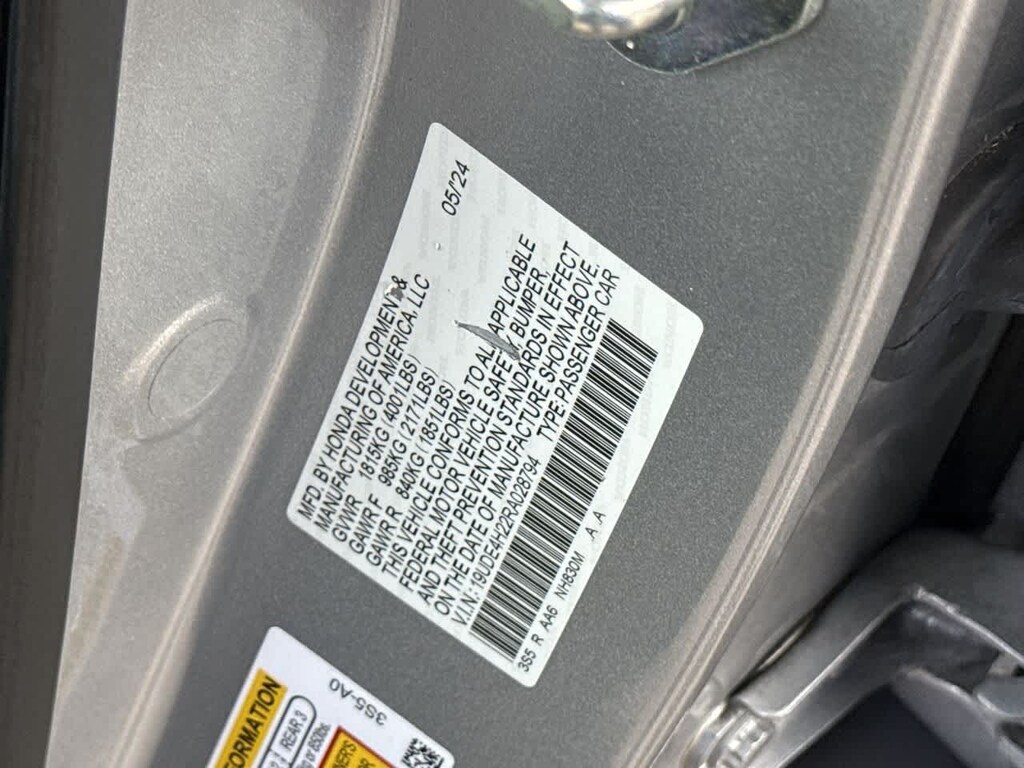 MFD. BY HONDA DEVELOPMENT &
MANUFACTURING OF AMERICA, LLC 05/'24
GVWR 1815KG (4001LBS)
GAWR F 985KG (2171LBS)
GAWR R 840KG (1851LBS)
THIS VEHICLE CONFORMS TO ALL APPLICABLE
FEDERAL MOTOR VEHICLE SAFETY, BUMPER,
AND THEFT PREVENTION STANDARDS IN EFFECT
ON THE DATE OF MANUFACTURE SHOWN ABOVE.
V.I.N: 19UDE4H22RA028794 TYPE:PASSENGER CAR
3S5 R AA6 NH830M A A
3S5-A0
REAR 3